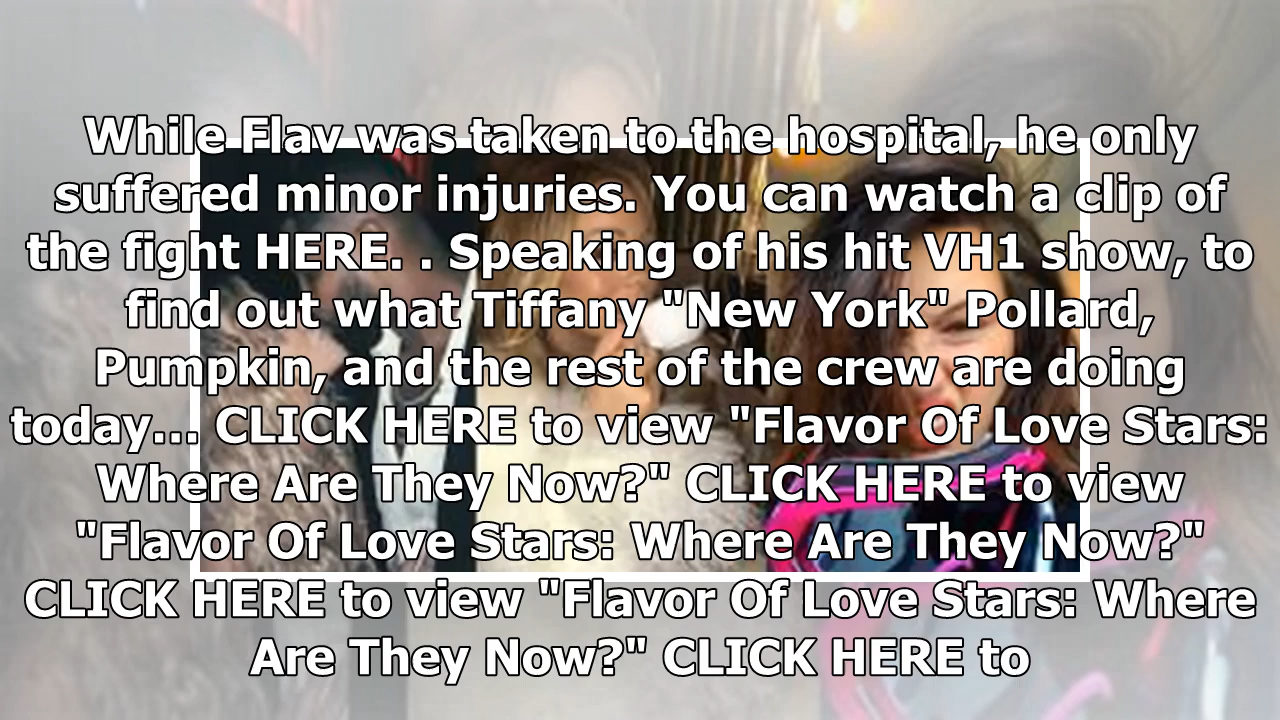 While Flav was taken to the hospital, he only
suffered minor injuries. You can watch a clip of
the fight HERE. . Speaking of his hit VH1 show, to
find out what Tiffany "New York" Pollard,
Pumpkin, and the rest of the crew are doing
today... CLICK HERE to view "Flavor Of Love Stars:
Where Are They Now?" CLICK HERE to view
"Flavor Of Love Stars: Where Are They Now?"
CLICK HERE to view "Flavor Of Love Stars: Where
Are They Now?" CLICK HERE to